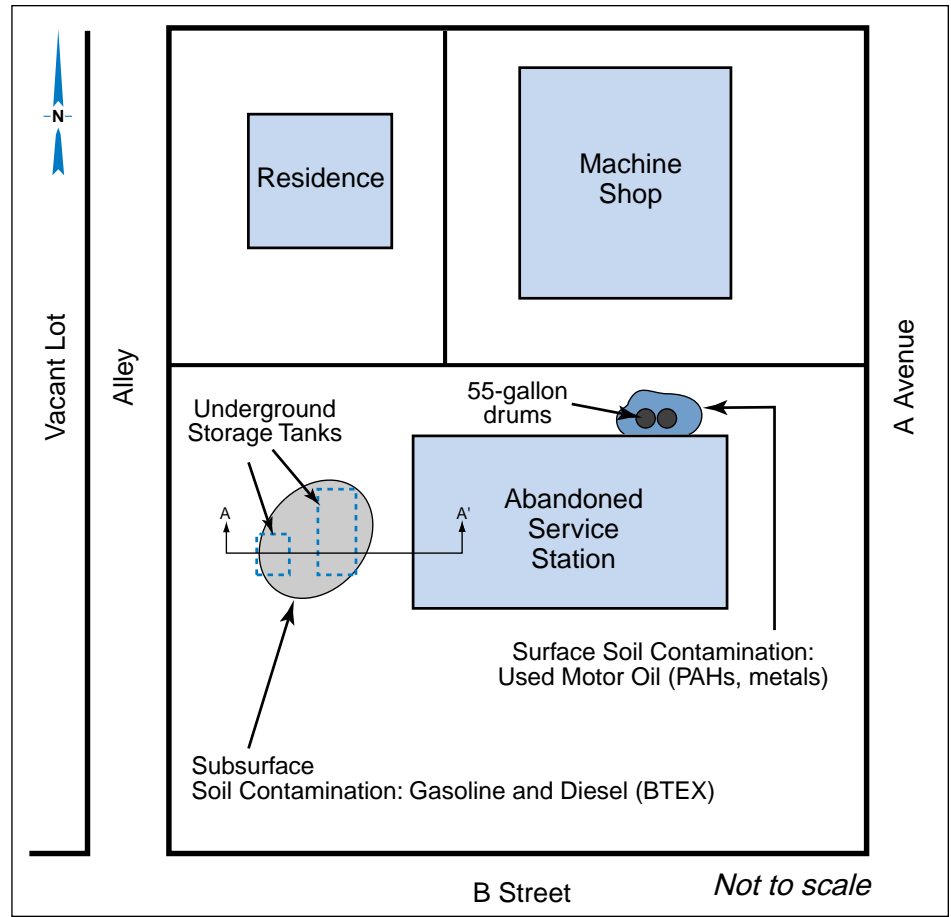 N
Residence
Machine
Shop
Vacant Lot
Alley
A Avenue
55-gallon
drums
Underground
Storage Tanks
A
A'
Abandoned
Service
Station
Surface Soil Contamination:
Used Motor Oil (PAHs, metals)
Subsurface
Soil Contamination: Gasoline and Diesel (BTEX)
B Street
Not to scale